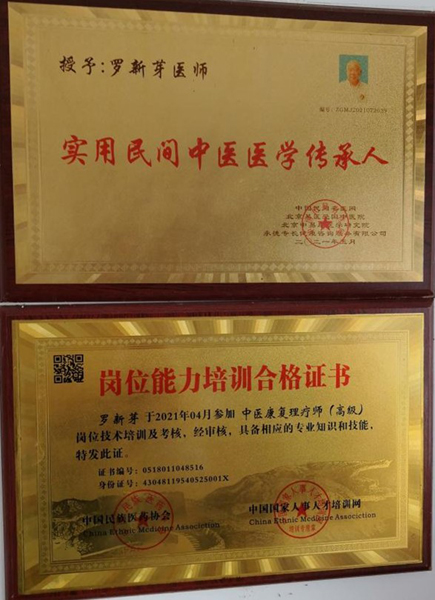 授予:罗新芽医师
实用民间中医医学传承人
二〇二一年五月
岗位能力培训合格证书
罗新芽 于2021年04月参加 中医康复理疗师(高级)
岗位技术培训及考核，经审核，具备相应的专业知识和技能，
特发此证。
证书编号：0518011048516
身份证号：43048119540525001X
中国民族医药协会
中国国家人事人才培训网
China Ethnic Medicine Association
China Ethnic Medicine Association